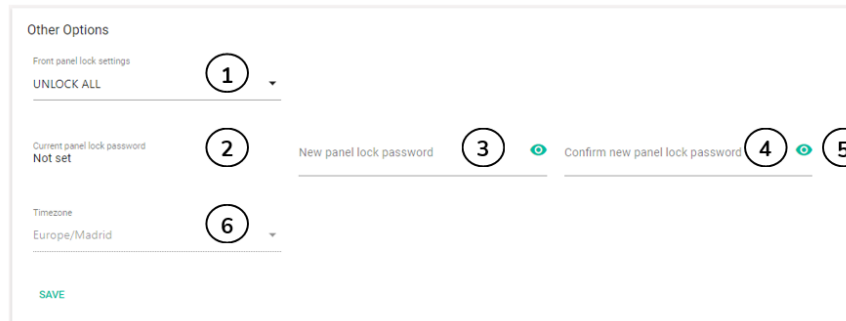 Other Options
Front panel lock settings
UNLOCK ALL
1
Current panel lock password
Not set
2
New panel lock password
3
Confirm new panel lock password
4
5
Timezone
Europe/Madrid
6
SAVE